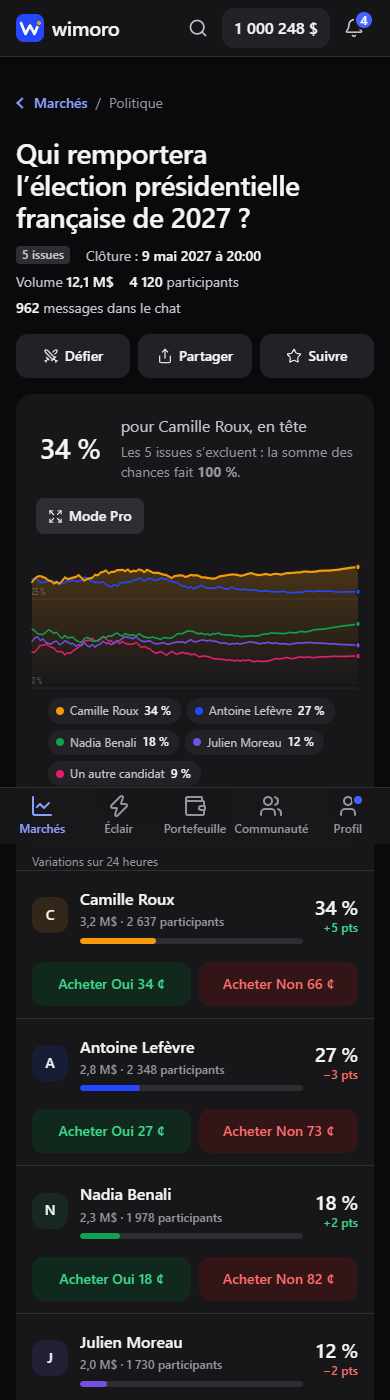 wimoro
1 000 248 $
4
Marchés / Politique
Qui remportera
l’élection présidentielle
française de 2027 ?
5 issues
Clôture : 9 mai 2027 à 20:00
Volume 12,1 M$ 4 120 participants
962 messages dans le chat
Défier
Partager
Suivre
34 %
pour Camille Roux, en tête
Les 5 issues s’excluent : la somme des
chances fait 100 %.
Mode Pro
Camille Roux 34 %
Antoine Lefèvre 27 %
Nadia Benali 18 %
Julien Moreau 12 %
Un autre candidat 9 %
Marchés
Éclair
Portefeuille
Communauté
Profil
Variations sur 24 heures
C
Camille Roux
3,2 M$ · 2 637 participants
34 %
+5 pts
Acheter Oui 34 ¢
Acheter Non 66 ¢
A
Antoine Lefèvre
2,8 M$ · 2 348 participants
27 %
−3 pts
Acheter Oui 27 ¢
Acheter Non 73 ¢
N
Nadia Benali
2,3 M$ · 1 978 participants
18 %
+2 pts
Acheter Oui 18 ¢
Acheter Non 82 ¢
J
Julien Moreau
2,0 M$ · 1 730 participants
12 %
−2 pts